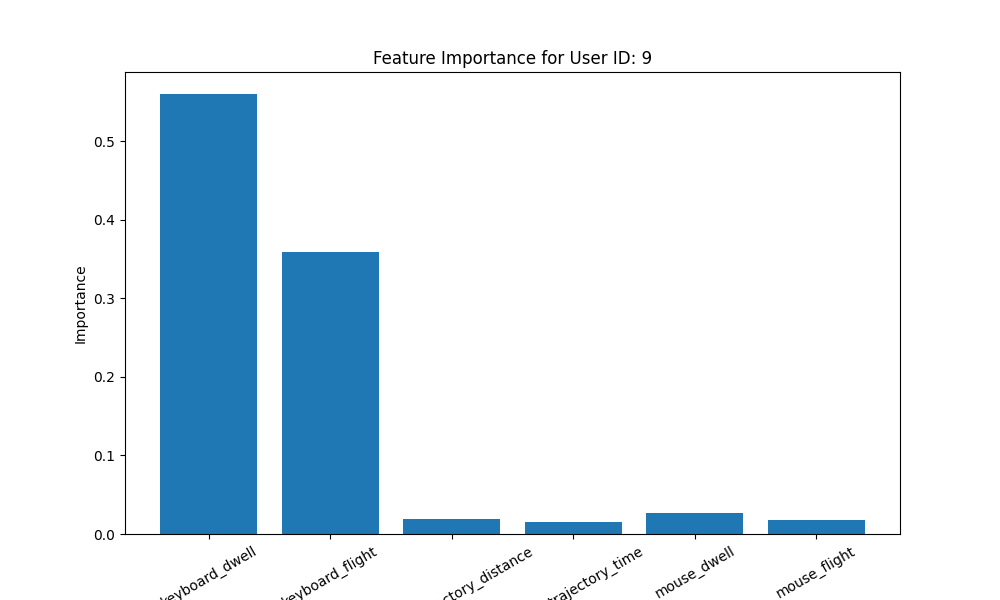 Feature Importance for User ID: 9
Importance
0.5
0.4
0.3
0.2
0.1
0.0
keyboard_dwell
keyboard_flight
ctory_distance
trajectory_time
mouse_dwell
mouse_flight